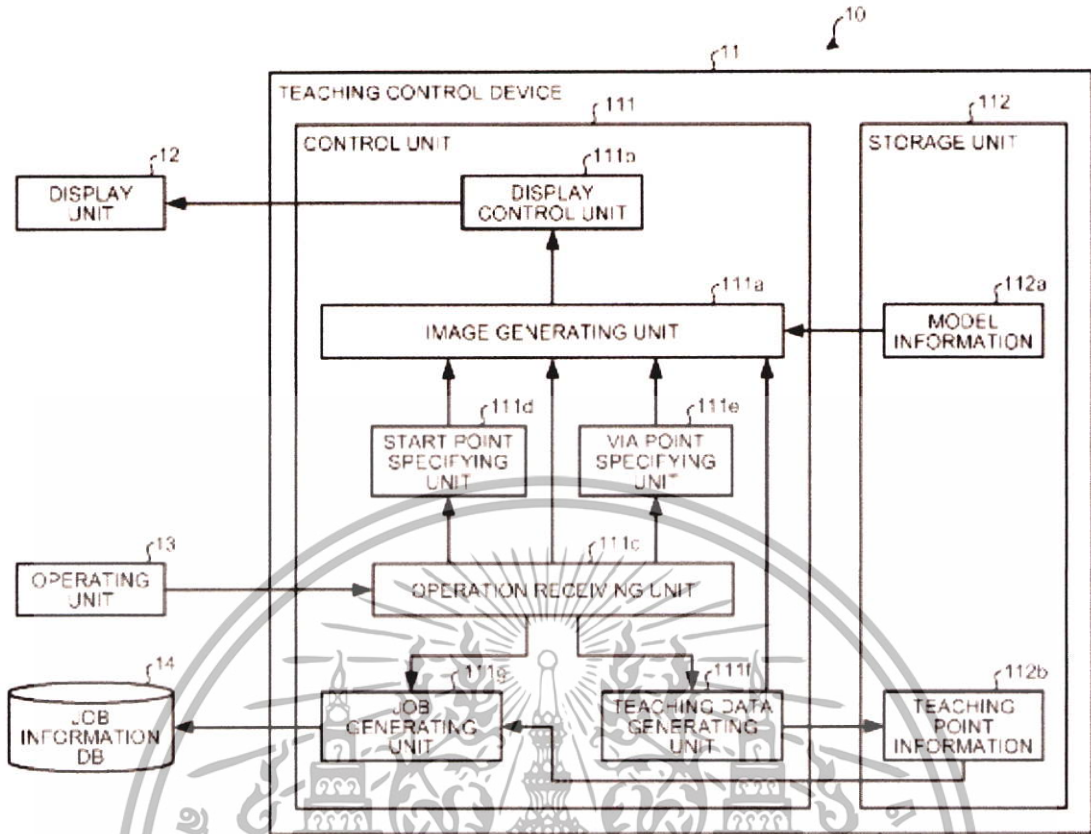 10
11
TEACHING CONTROL DEVICE
111
CONTROL UNIT
112
STORAGE UNIT
12
DISPLAY
UNIT
111b
DISPLAY
CONTROL UNIT
111a
IMAGE GENERATING UNIT
112a
MODEL
INFORMATION
111d
START POINT
SPECIFYING
UNIT
111e
VIA POINT
SPECIFYING
UNIT
13
OPERATING
UNIT
111c
OPERATION RECEIVING UNIT
14
JOB
INFORMATION
DB
111g
JOB
GENERATING
UNIT
111f
TEACHING DATA
GENERATING
UNIT
112b
TEACHING
POINT
INFORMATION